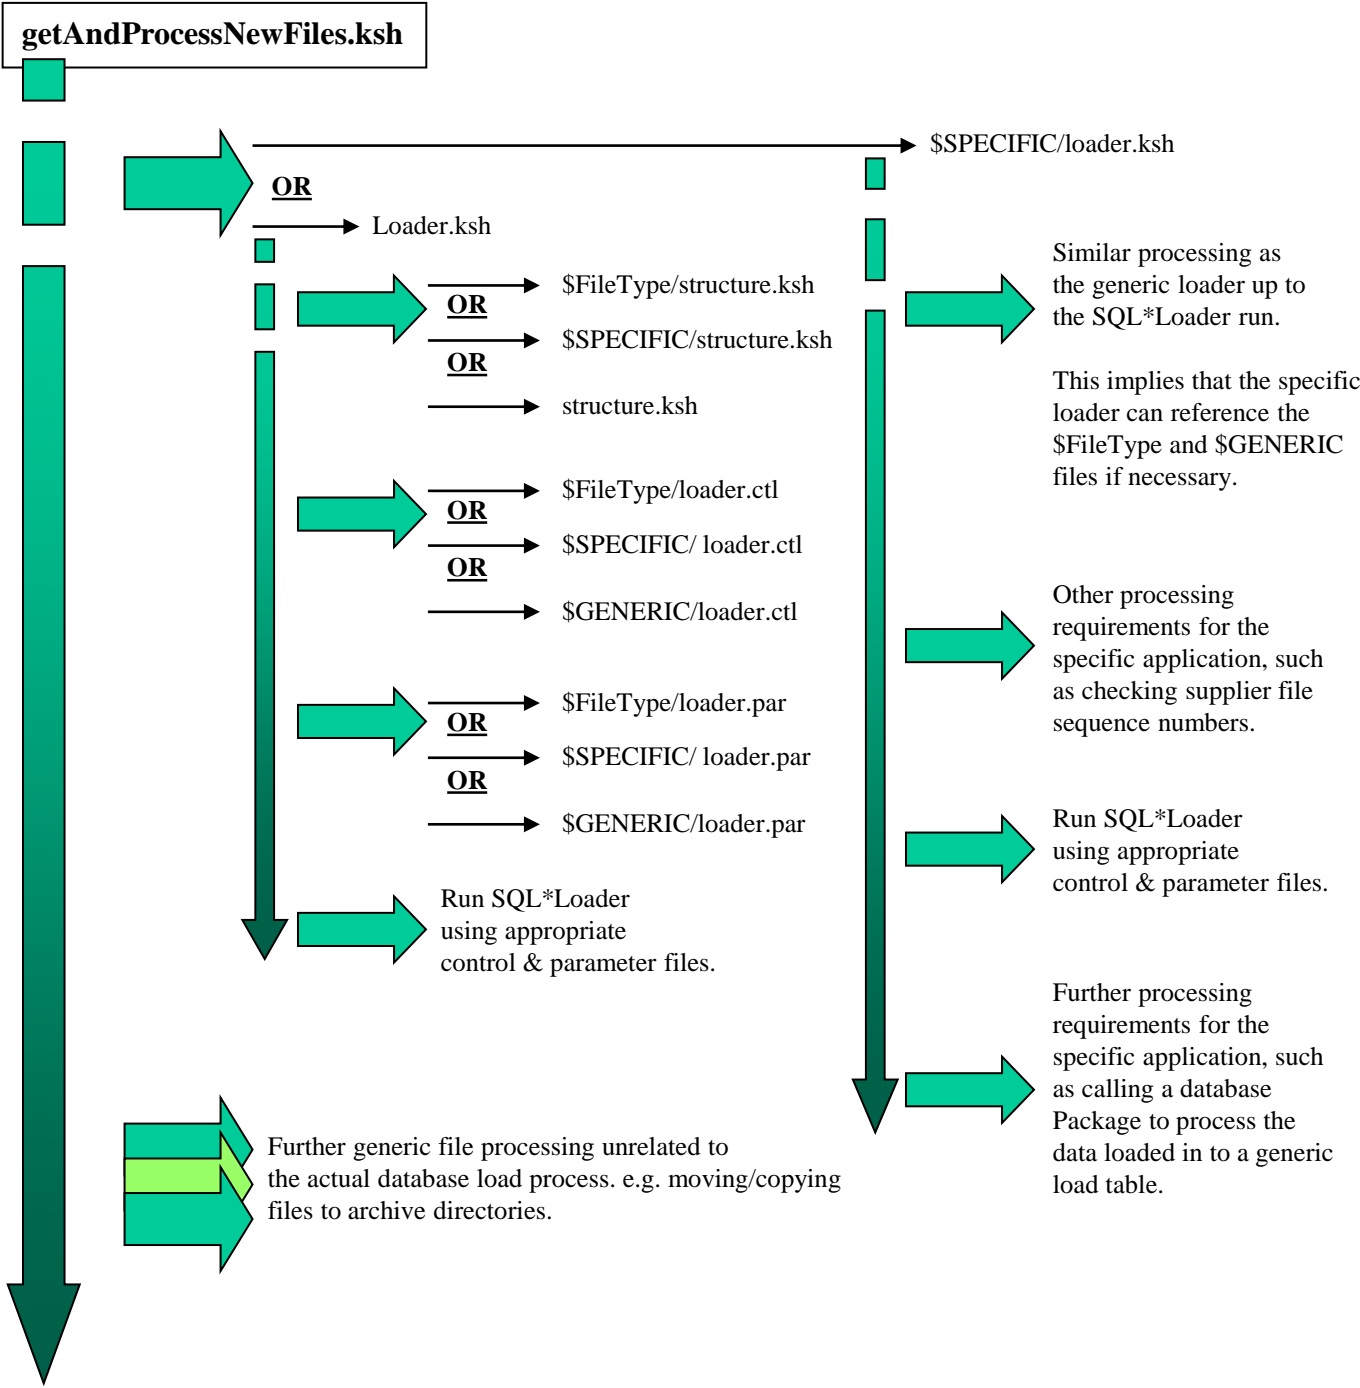 getAndProcessNewFiles.ksh
$SPECIFIC/loader.ksh
OR
Loader.ksh
$FileType/structure.ksh
OR
$SPECIFIC/structure.ksh
OR
structure.ksh
$FileType/loader.ctl
OR
$SPECIFIC/ loader.ctl
OR
$GENERIC/loader.ctl
$FileType/loader.par
OR
$SPECIFIC/ loader.par
OR
$GENERIC/loader.par
Run SQL*Loader
using appropriate
control & parameter files.
Similar processing as
the generic loader up to
the SQL*Loader run.
This implies that the specific
loader can reference the
$FileType and $GENERIC
files if necessary.
Other processing
requirements for the
specific application, such
as checking supplier file
sequence numbers.
Run SQL*Loader
using appropriate
control & parameter files.
Further processing
requirements for the
specific application, such
as calling a database
Package to process the
data loaded in to a generic
load table.
Further generic file processing unrelated to
the actual database load process. e.g. moving/copying
files to archive directories.